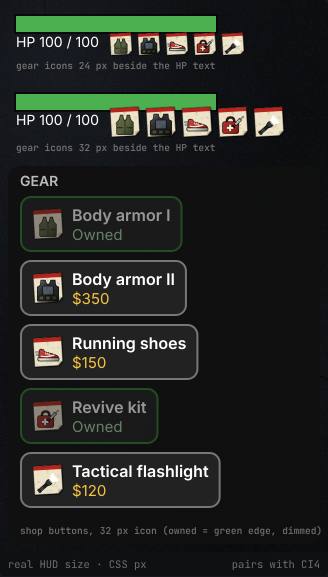 HP 100 / 100
gear icons 24 px beside the HP text
HP 100 / 100
gear icons 32 px beside the HP text
GEAR
Body armor I
Owned
Body armor II
$350
Running shoes
$150
Revive kit
Owned
Tactical flashlight
$120
shop buttons, 32 px icon (owned = green edge, dimmed)
real HUD size · CSS px
pairs with CI4